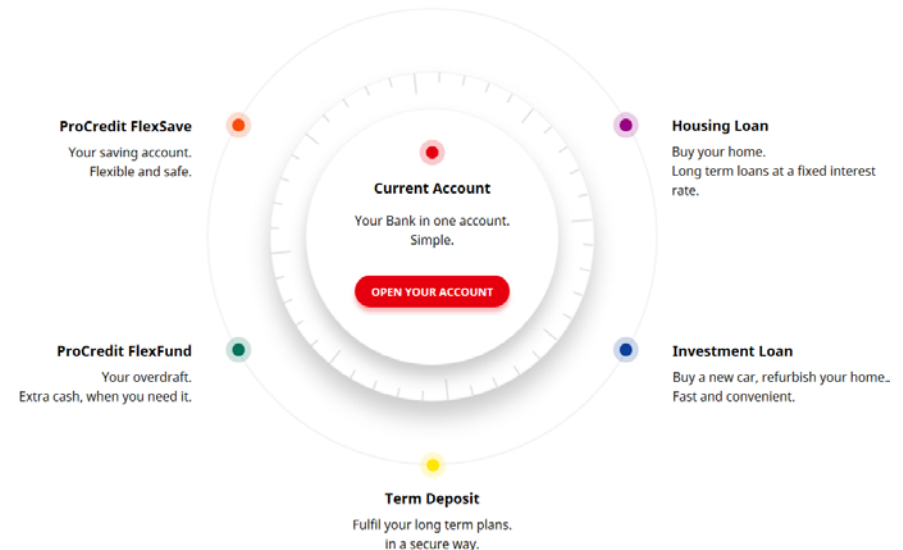 ProCredit FlexSave
Your saving account.
Flexible and safe.
Housing Loan
Buy your home.
Long term loans at a fixed interest
rate.
Current Account
Your Bank in one account.
Simple.
OPEN YOUR ACCOUNT
ProCredit FlexFund
Your overdraft.
Extra cash, when you need it.
Investment Loan
Buy a new car, refurbish your home..
Fast and convenient.
Term Deposit
Fulfil your long term plans.
in a secure way.